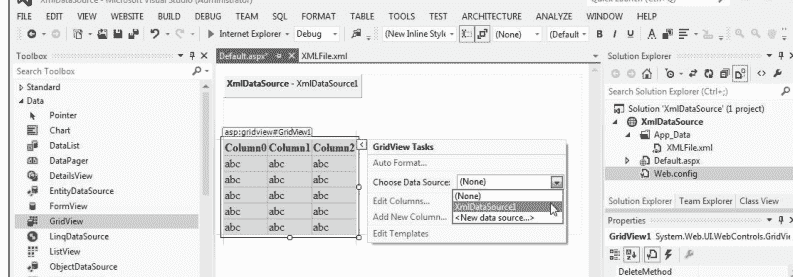 XmlDataSource - Microsoft Visual Studio (Administrator)
FILE EDIT VIEW WEBSITE BUILD DEBUG TEAM SQL FORMAT TABLE TOOLS TEST ARCHITECTURE ANALYZE WINDOW HELP
Internet Explorer Debug (New Inline Style (None) (Default
Toolbox
Default.aspx* XMLFile.xml
Solution Explorer
Search Toolbox
Standard
Data
Pointer
Chart
DataList
DataPager
DetailsView
EntityDataSource
FormView
GridView
LinqDataSource
ListView
ObjectDataSource
XmlDataSource - XmlDataSource1
asp:gridview#GridView1
Column0 Column1 Column2
abc abc abc
abc abc abc
abc abc abc
abc abc abc
abc abc abc
GridView Tasks
Auto Format...
Choose Data Source: (None)
(None)
XmlDataSource1
<New data source...>
Edit Columns...
Add New Column...
Edit Templates
Search Solution Explorer (Ctrl+;)
Solution 'XmlDataSource' (1 project)
XmlDataSource
App_Data
XMLFile.xml
Default.aspx
Web.config
Solution Explorer Team Explorer Class View
Properties
GridView1 System.Web.UI.WebControls.GridVie
DeleteMethod